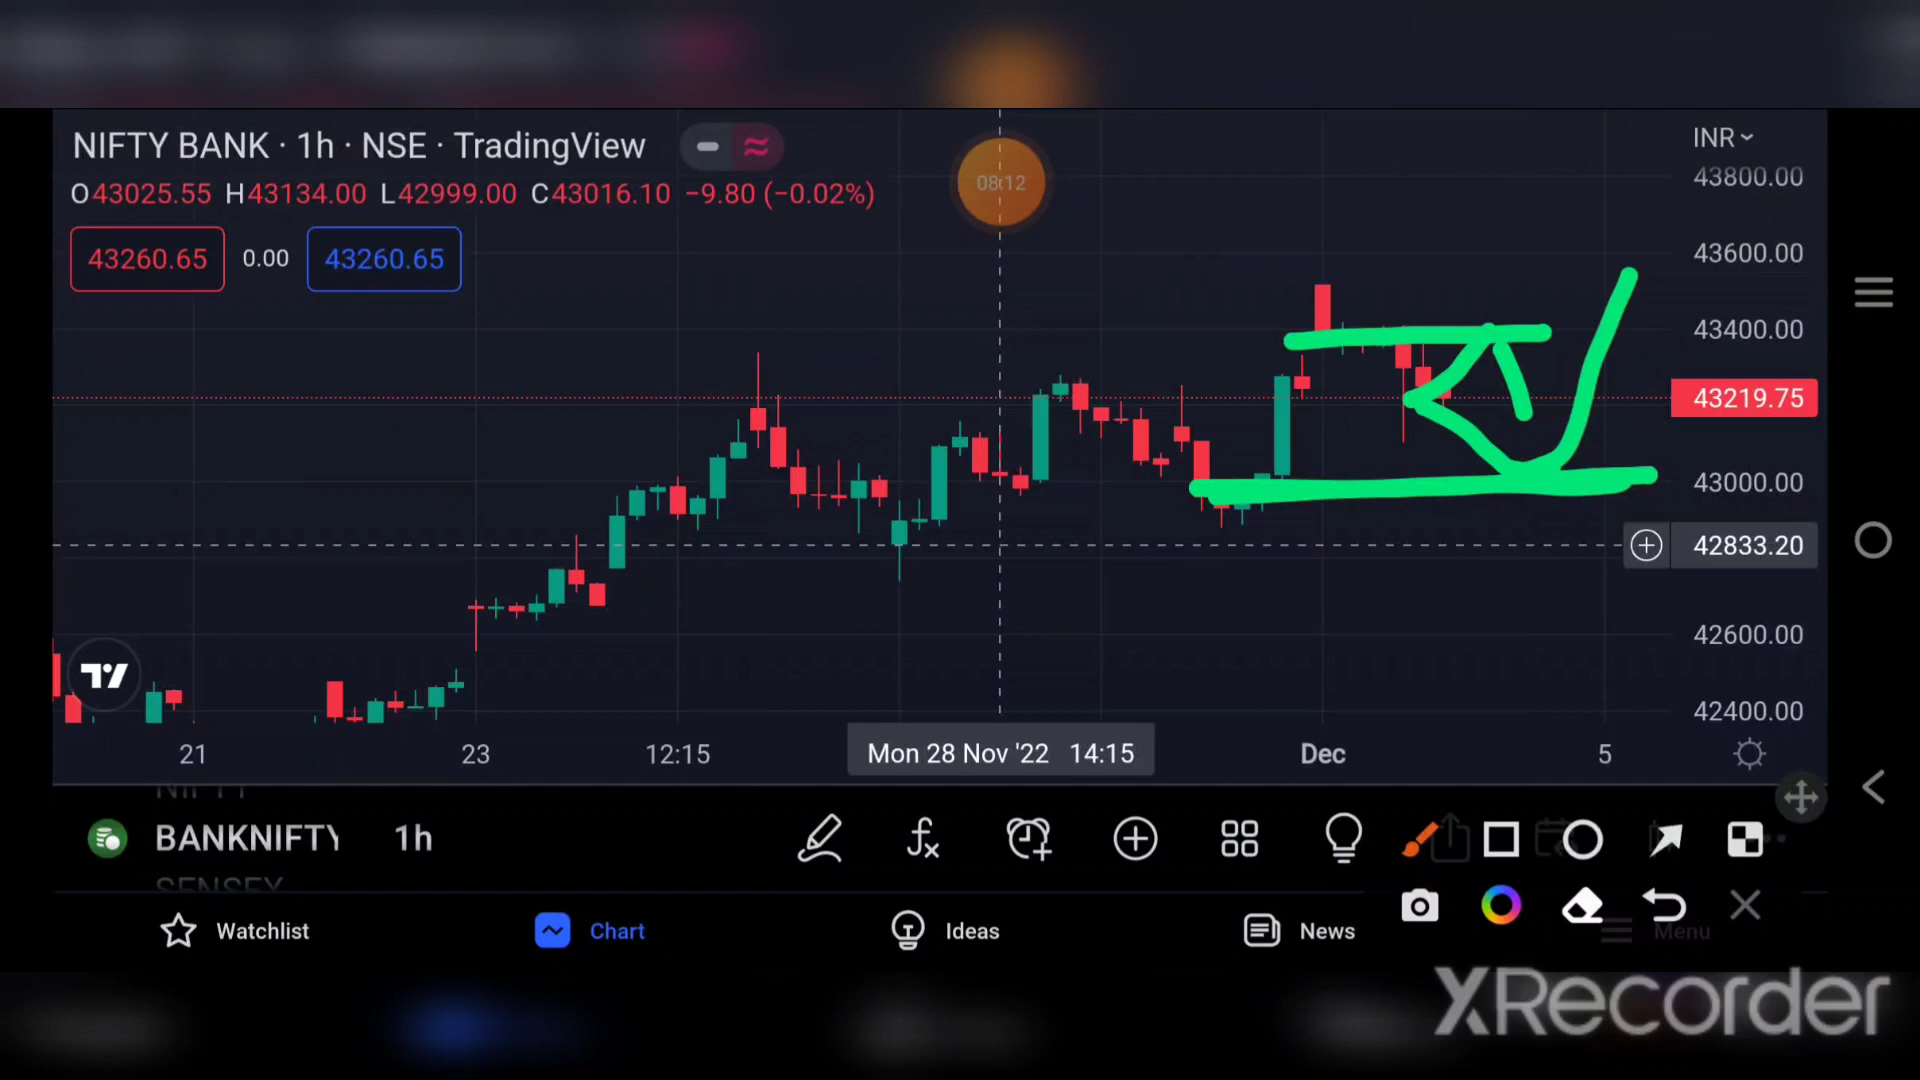 NIFTY BANK · 1h · NSE · TradingView
INR
O43025.55 H43134.00 L42999.00 C43016.10 −9.80 (−0.02%)
08:12
43260.65 0.00 43260.65
43800.00
43600.00
43400.00
43219.75
43000.00
42833.20
42600.00
42400.00
21 23 12:15 Mon 28 Nov '22 14:15 Dec 5
NIFTY
BANKNIFTY 1h
SENSEX
Watchlist Chart Ideas News Menu
XRecorder